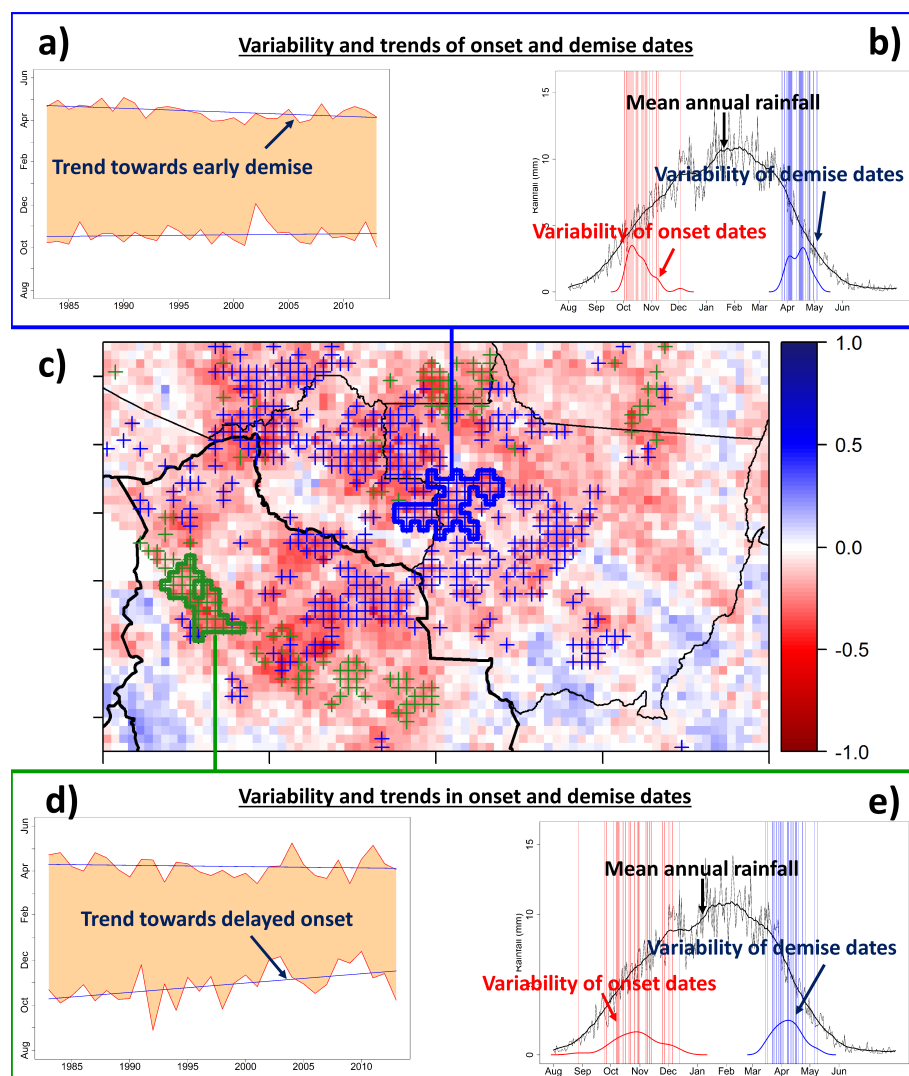 a)
Variability and trends of onset and demise dates
b)
Jun
Apr
Feb
Dec
Oct
Aug
Trend towards early demise
1985 1990 1995 2000 2005 2010
15
10
5
0
Rainfall (mm)
Mean annual rainfall
Variability of demise dates
Variability of onset dates
Aug Sep Oct Nov Dec Jan Feb Mar Apr May Jun
c)
1.0
0.5
0.0
-0.5
-1.0
d)
Variability and trends in onset and demise dates
e)
Jun
Apr
Feb
Dec
Oct
Aug
Trend towards delayed onset
1985 1990 1995 2000 2005 2010
15
10
5
0
Rainfall (mm)
Mean annual rainfall
Variability of demise dates
Variability of onset dates
Aug Sep Oct Nov Dec Jan Feb Mar Apr May Jun